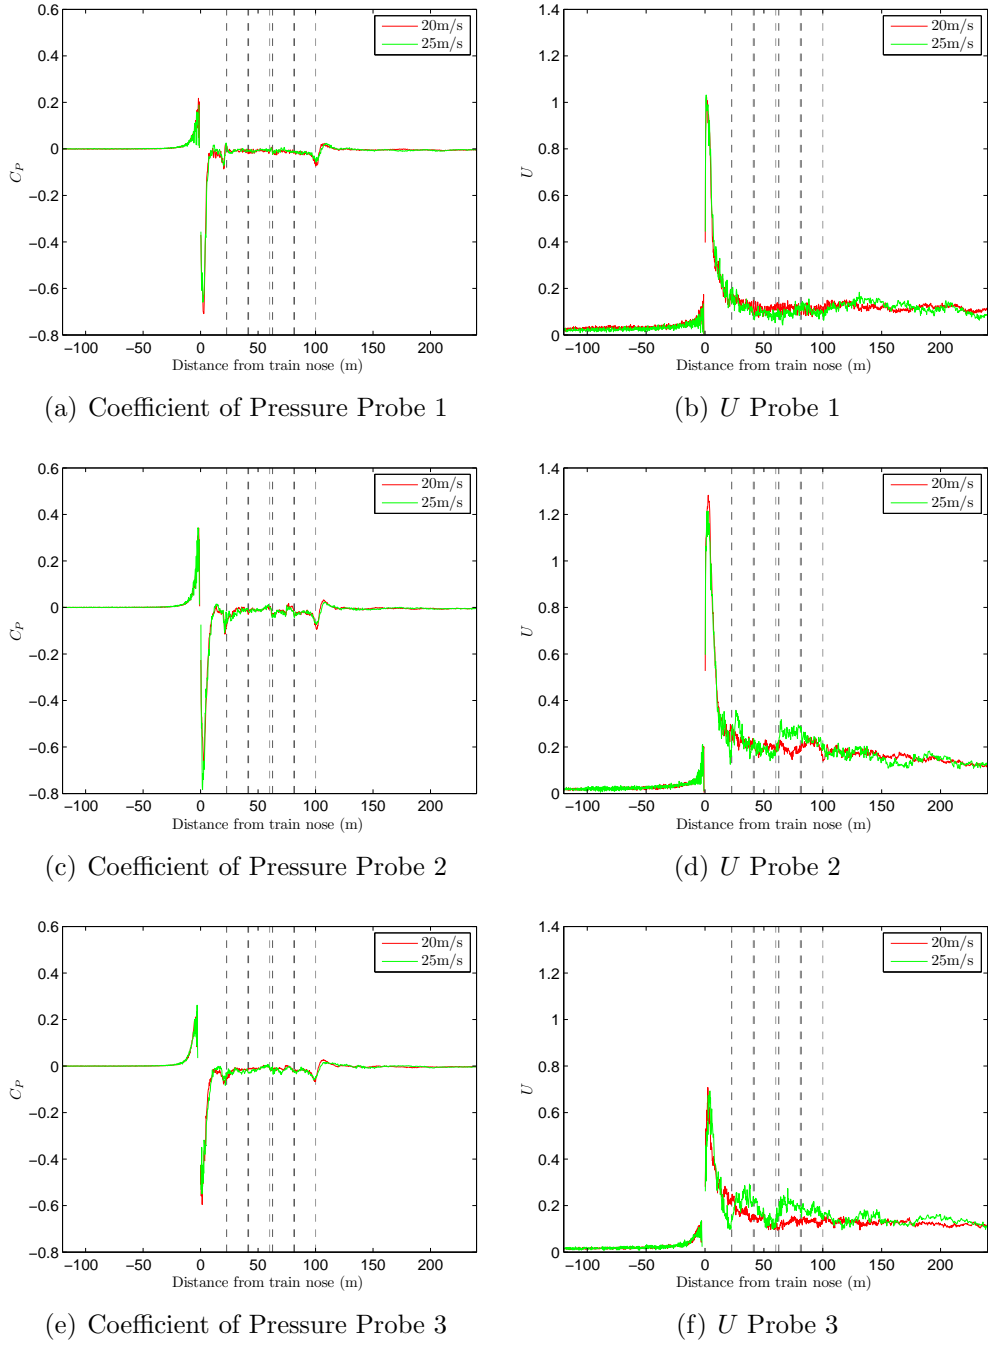 0.6
0.4
0.2
0
−0.2
−0.4
−0.6
−0.8
C_P
−100 −50 0 50 100 150 200
Distance from train nose (m)
20m/s
25m/s
(a) Coefficient of Pressure Probe 1
1.4
1.2
1
0.8
0.6
0.4
0.2
0
U
−100 −50 0 50 100 150 200
Distance from train nose (m)
20m/s
25m/s
(b) U Probe 1
0.6
0.4
0.2
0
−0.2
−0.4
−0.6
−0.8
C_P
−100 −50 0 50 100 150 200
Distance from train nose (m)
20m/s
25m/s
(c) Coefficient of Pressure Probe 2
1.4
1.2
1
0.8
0.6
0.4
0.2
0
U
−100 −50 0 50 100 150 200
Distance from train nose (m)
20m/s
25m/s
(d) U Probe 2
0.6
0.4
0.2
0
−0.2
−0.4
−0.6
−0.8
C_P
−100 −50 0 50 100 150 200
Distance from train nose (m)
20m/s
25m/s
(e) Coefficient of Pressure Probe 3
1.4
1.2
1
0.8
0.6
0.4
0.2
0
U
−100 −50 0 50 100 150 200
Distance from train nose (m)
20m/s
25m/s
(f) U Probe 3